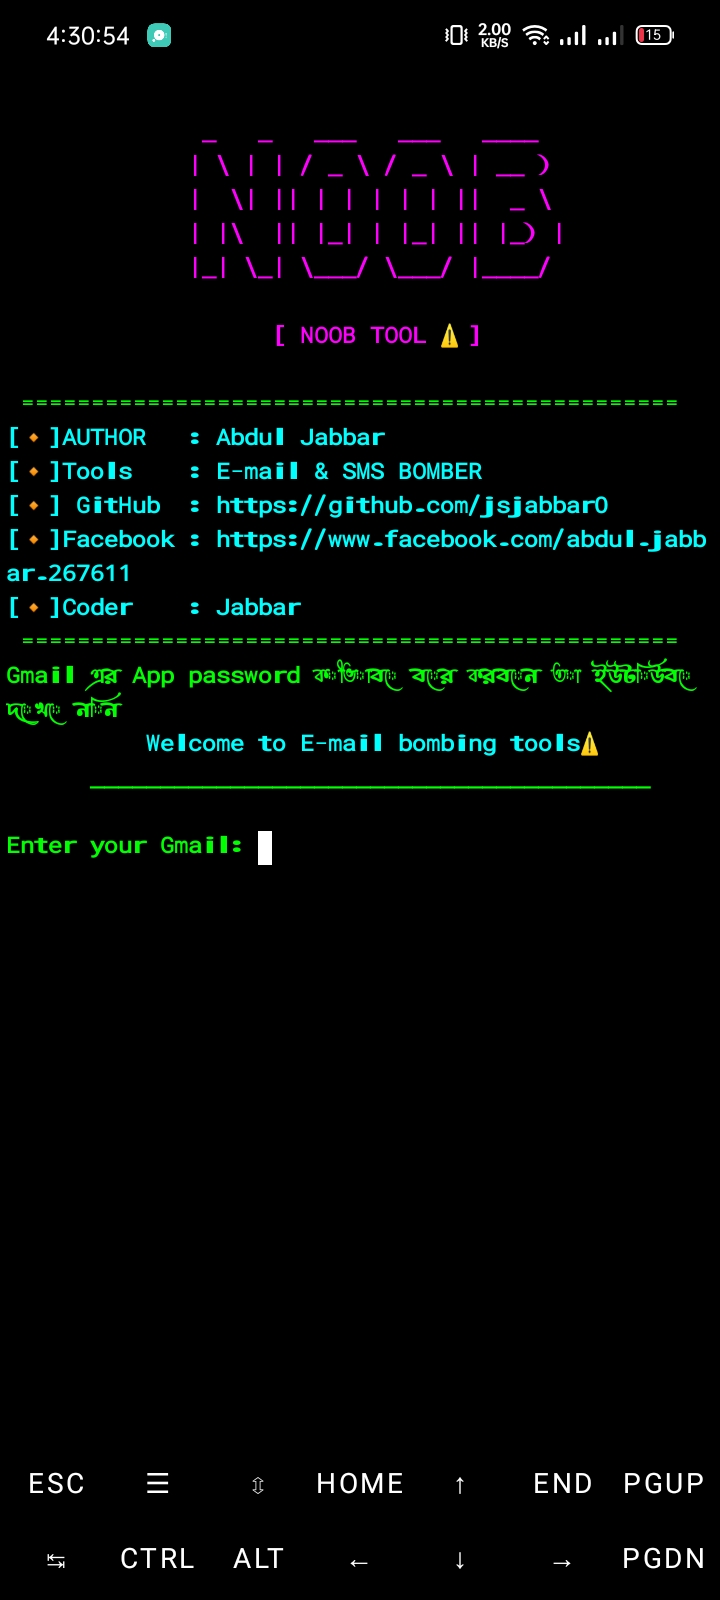 4:30:54 2.00 KB/S 15
[ NOOB TOOL ⚠️ ]
==============================================
[🔸]AUTHOR   : Abdul Jabbar
[🔸]Tools    : E-mail & SMS BOMBER
[🔸] GitHub  : https://github.com/jsjabbar0
[🔸]Facebook : https://www.facebook.com/abdul.jabb
ar.267611
[🔸]Coder    : Jabbar
==============================================
Gmail এর App password কিভাবে বের করবেন তা ইউটিউবে
দেখে নিন
Welcome to E-mail bombing tools⚠️
Enter your Gmail:
ESC ☰ ⇳ HOME ↑ END PGUP
↹ CTRL ALT ← ↓ → PGDN